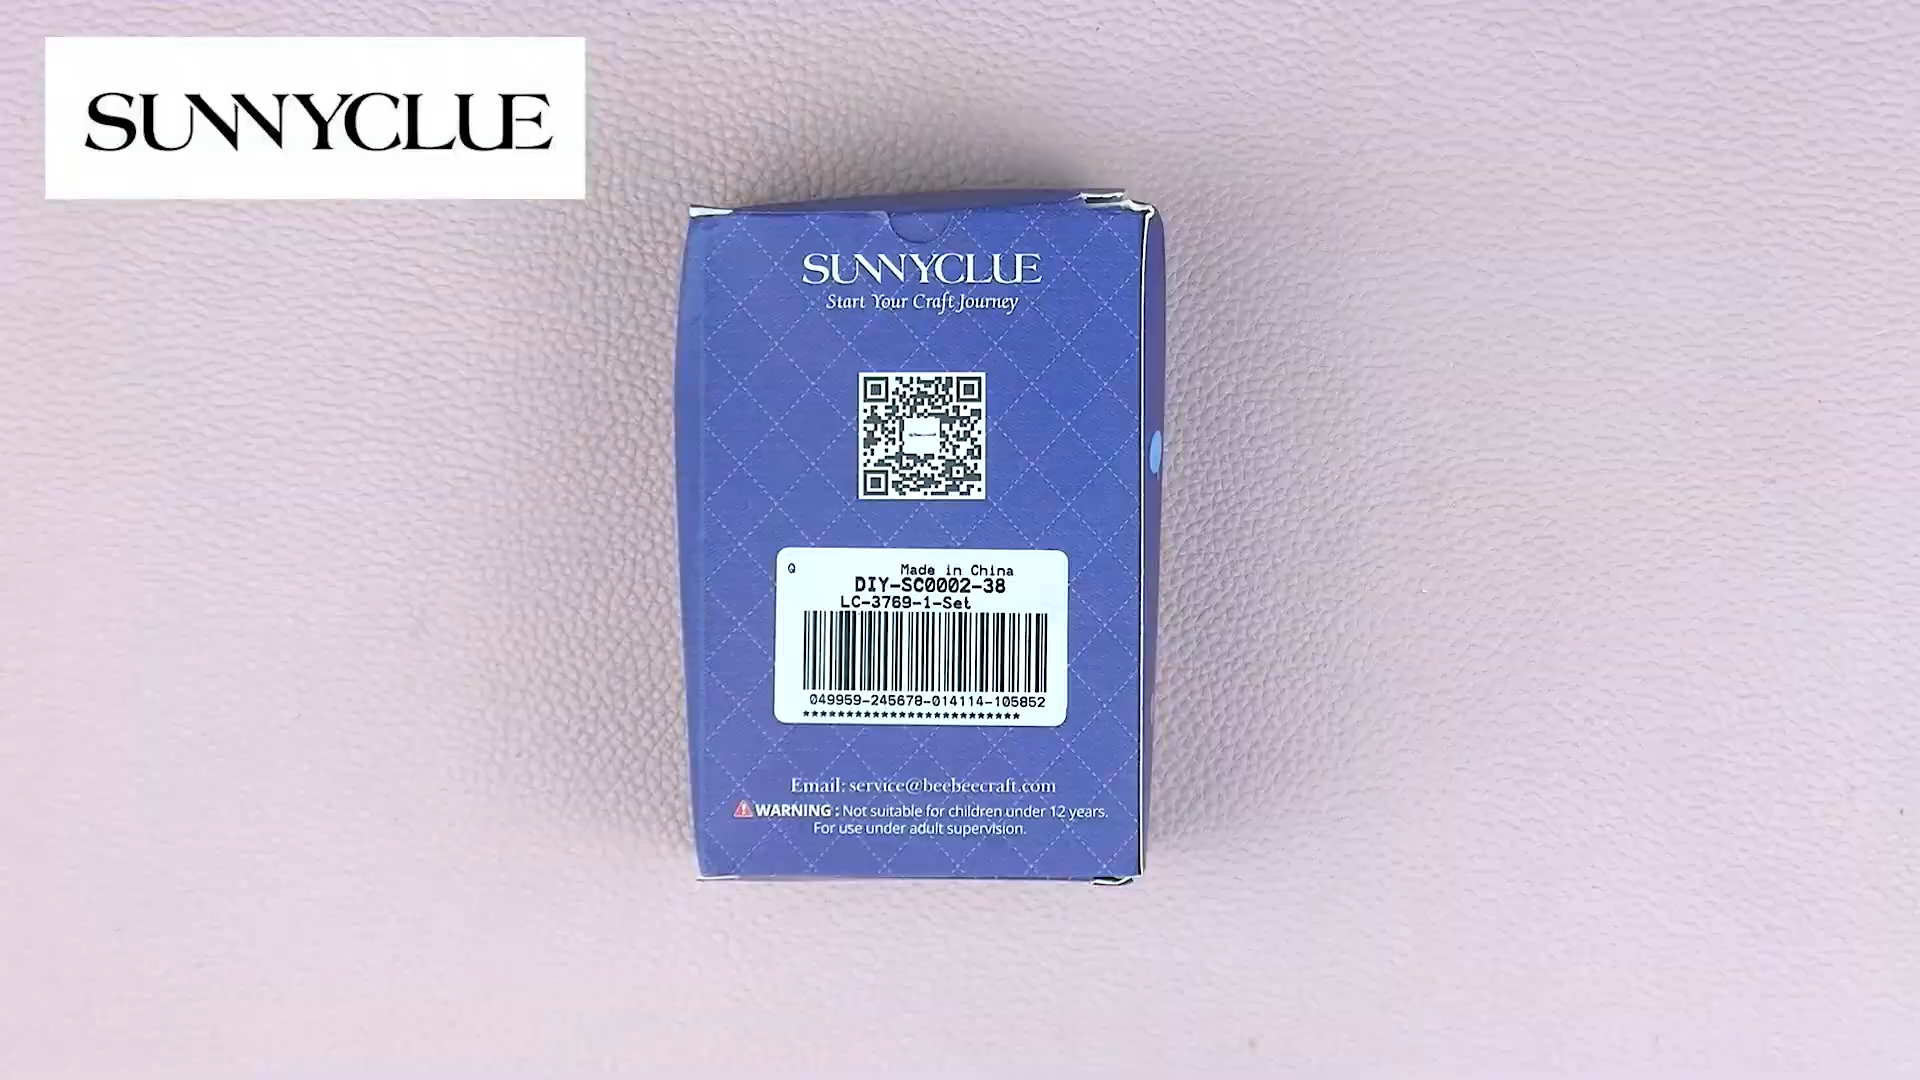 SUNNYCLUE
SUNNYCLUE
Start Your Craft Journey
Q
Made in China
DIY-SC0002-38
LC-3769-1-Set
049959-245678-014114-105852
*************************
Email: service@beebeecraft.com
WARNING : Not suitable for children under 12 years.
For use under adult supervision.